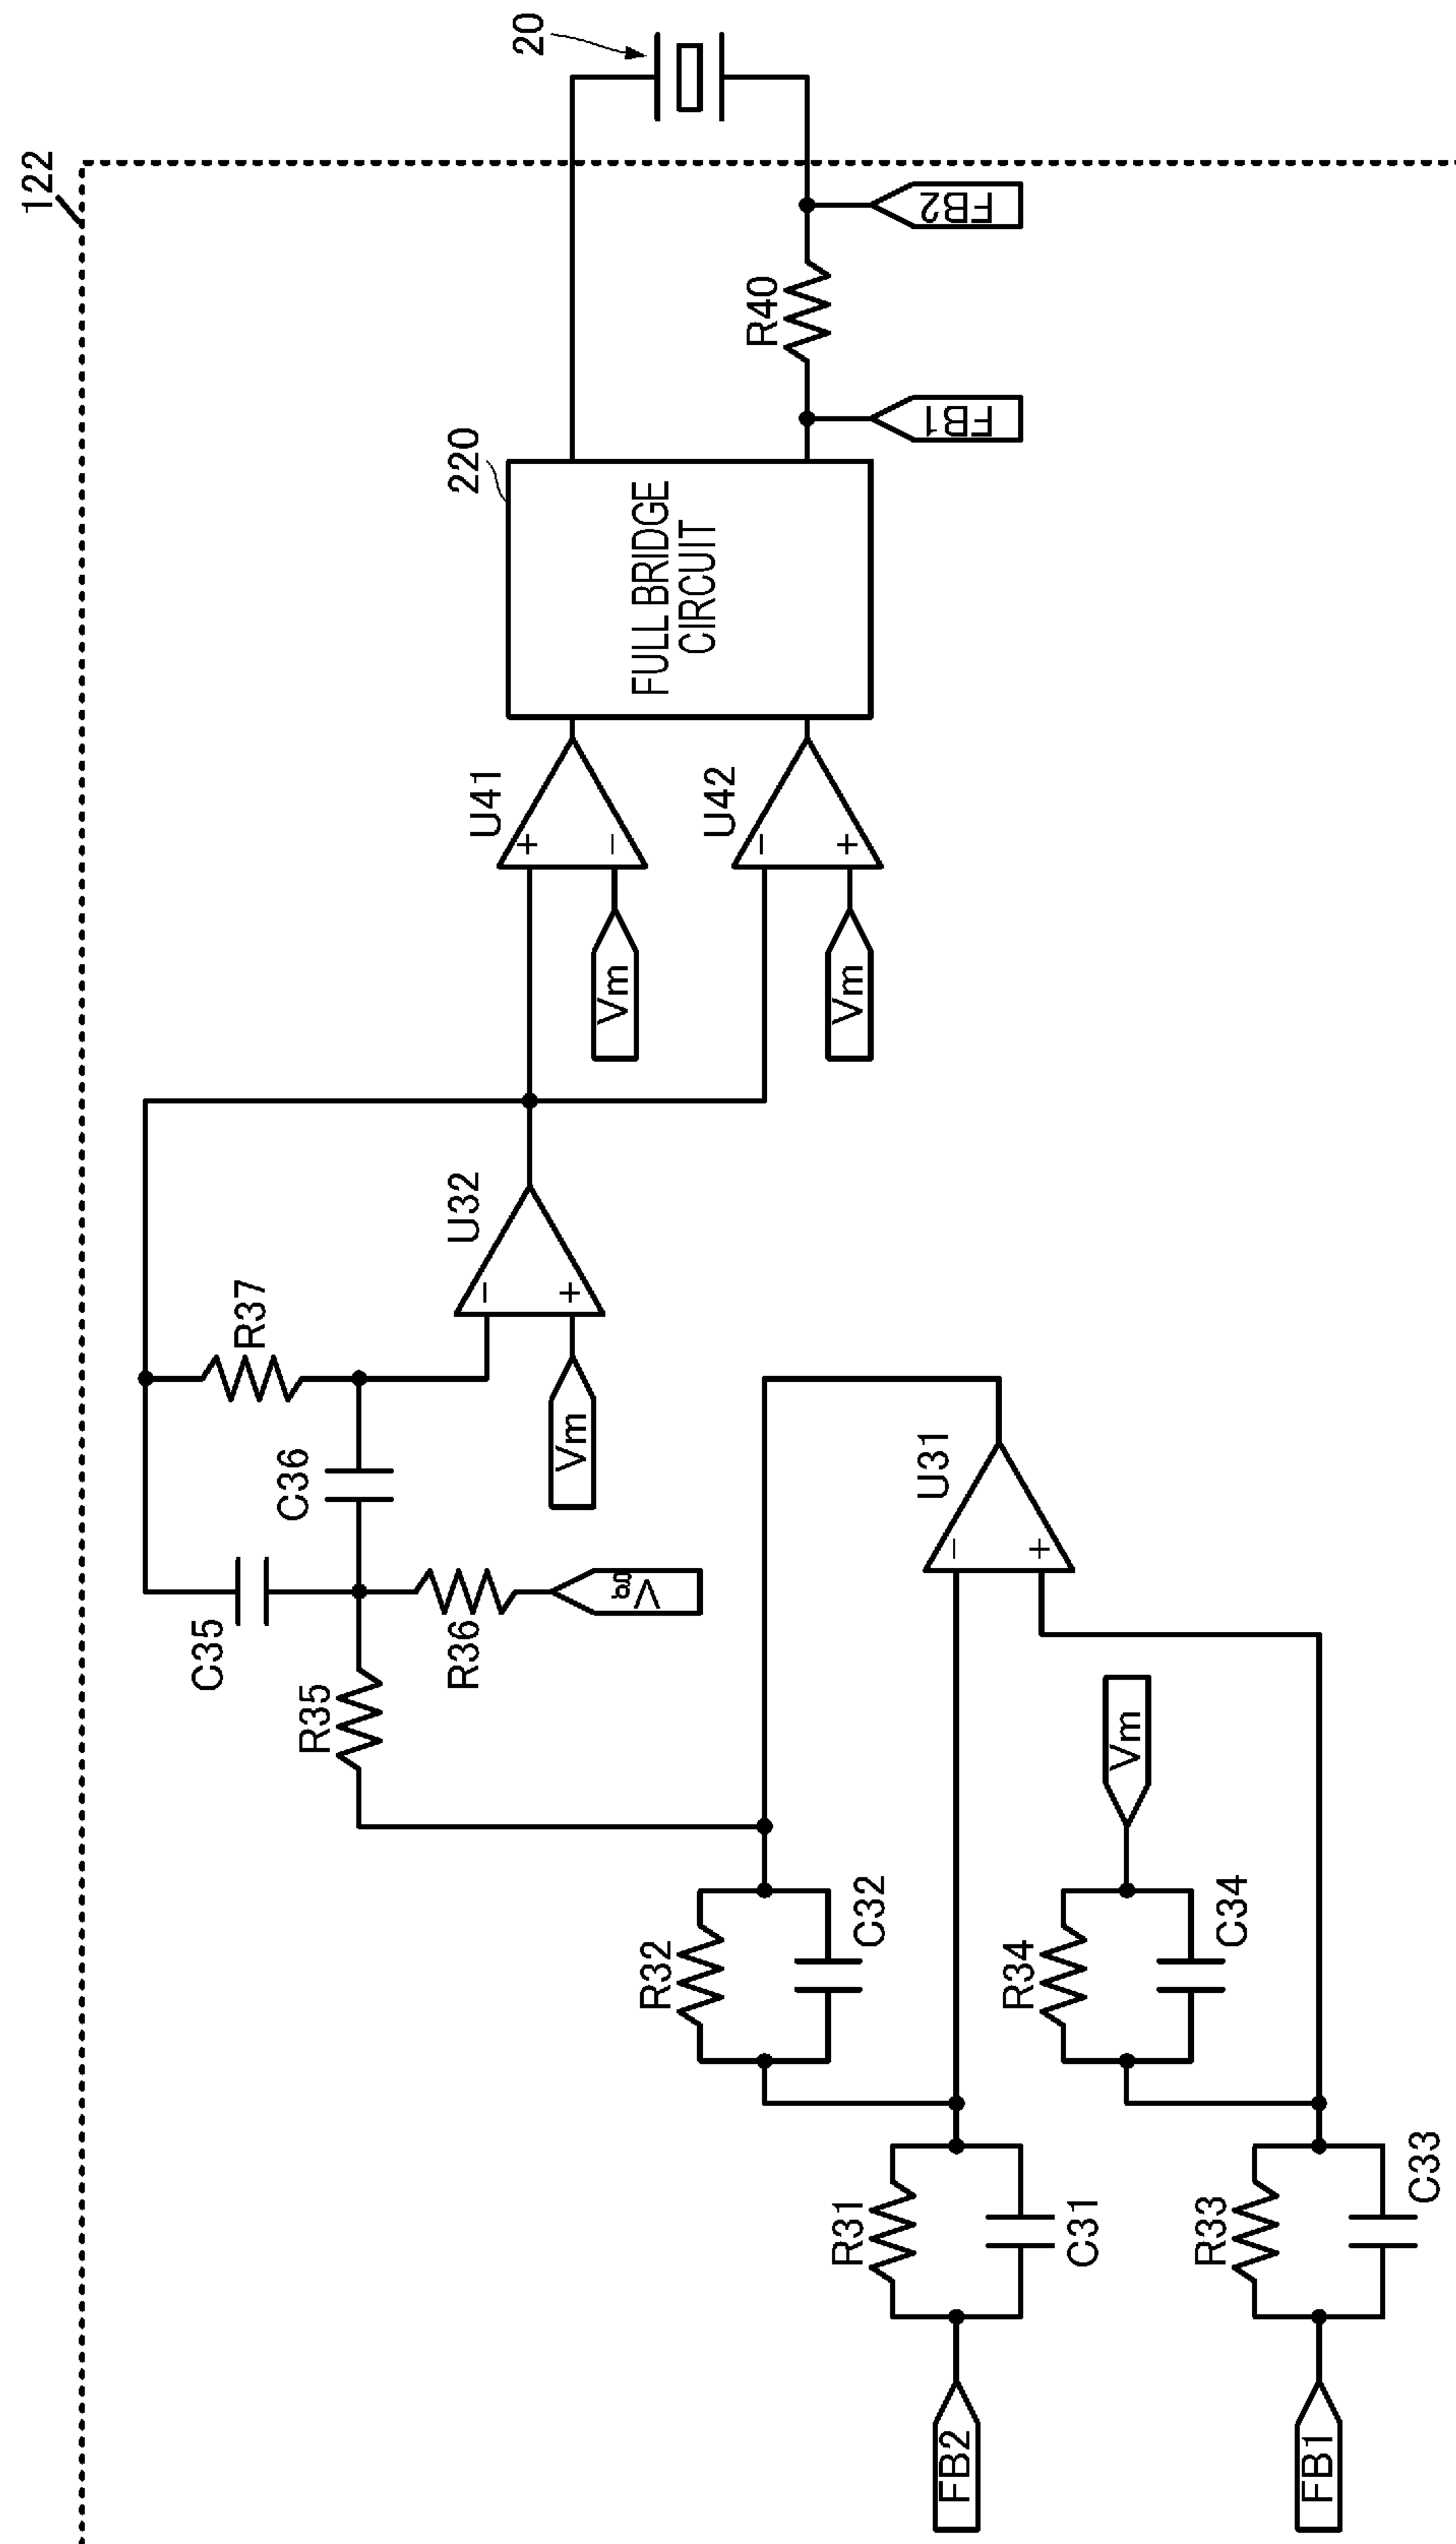 122
20
C35
C36
R37
R35
R36
Vg
U32
Vm
U41
Vm
U42
Vm
220
FULL BRIDGE
CIRCUIT
R40
FB1
FB2
R32
C32
U31
R31
C31
FB2
R34
C34
Vm
R33
C33
FB1
+
−
−
+
−
+
−
+